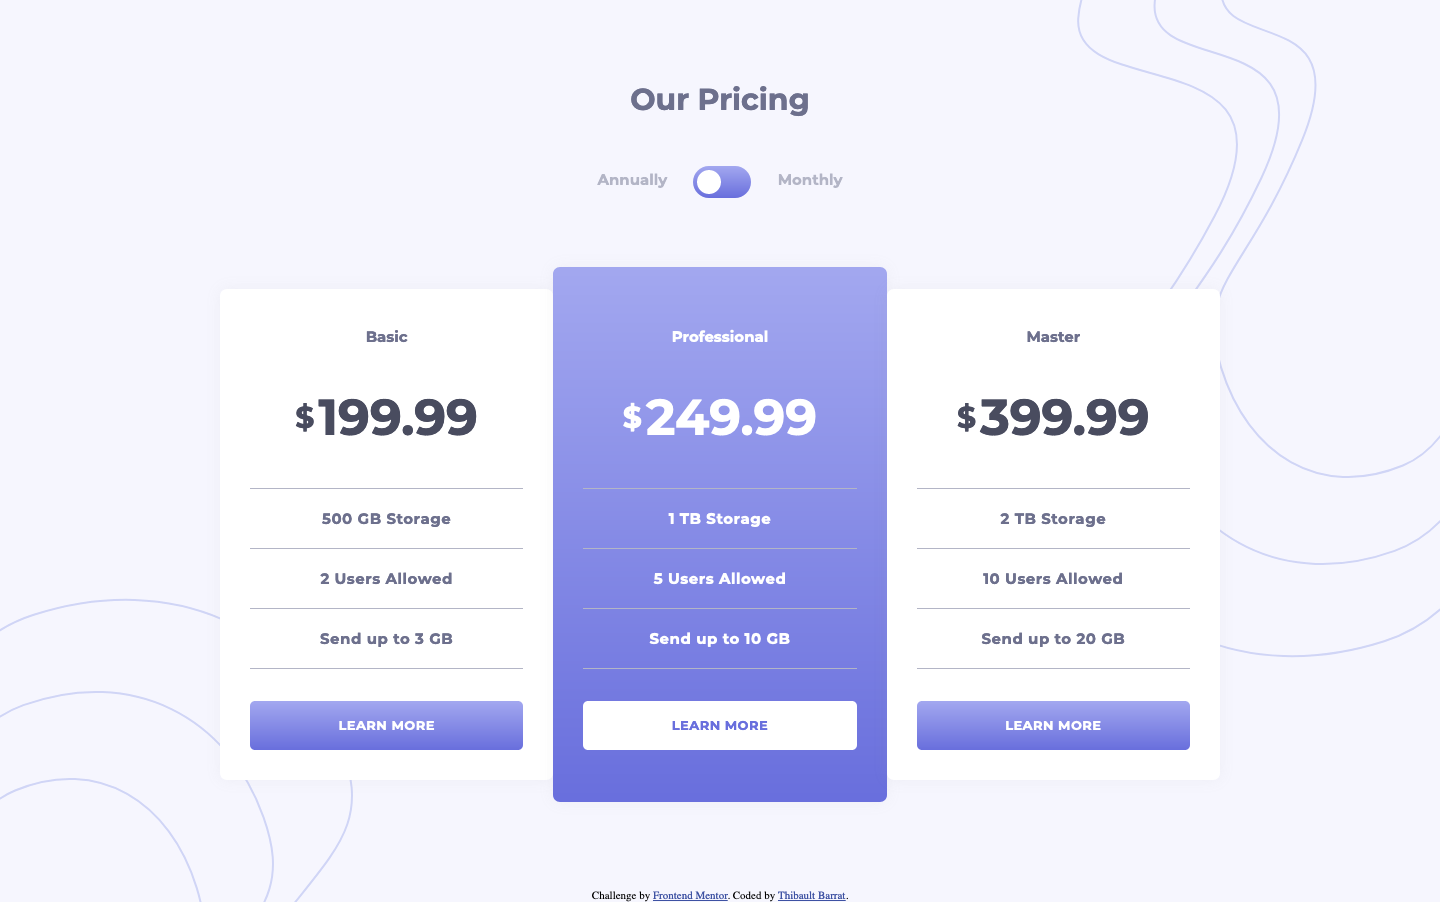 Our Pricing
Annually Monthly
Basic
$199.99
500 GB Storage
2 Users Allowed
Send up to 3 GB
LEARN MORE
Professional
$249.99
1 TB Storage
5 Users Allowed
Send up to 10 GB
LEARN MORE
Master
$399.99
2 TB Storage
10 Users Allowed
Send up to 20 GB
LEARN MORE
Challenge by Frontend Mentor. Coded by Thibault Barrat.